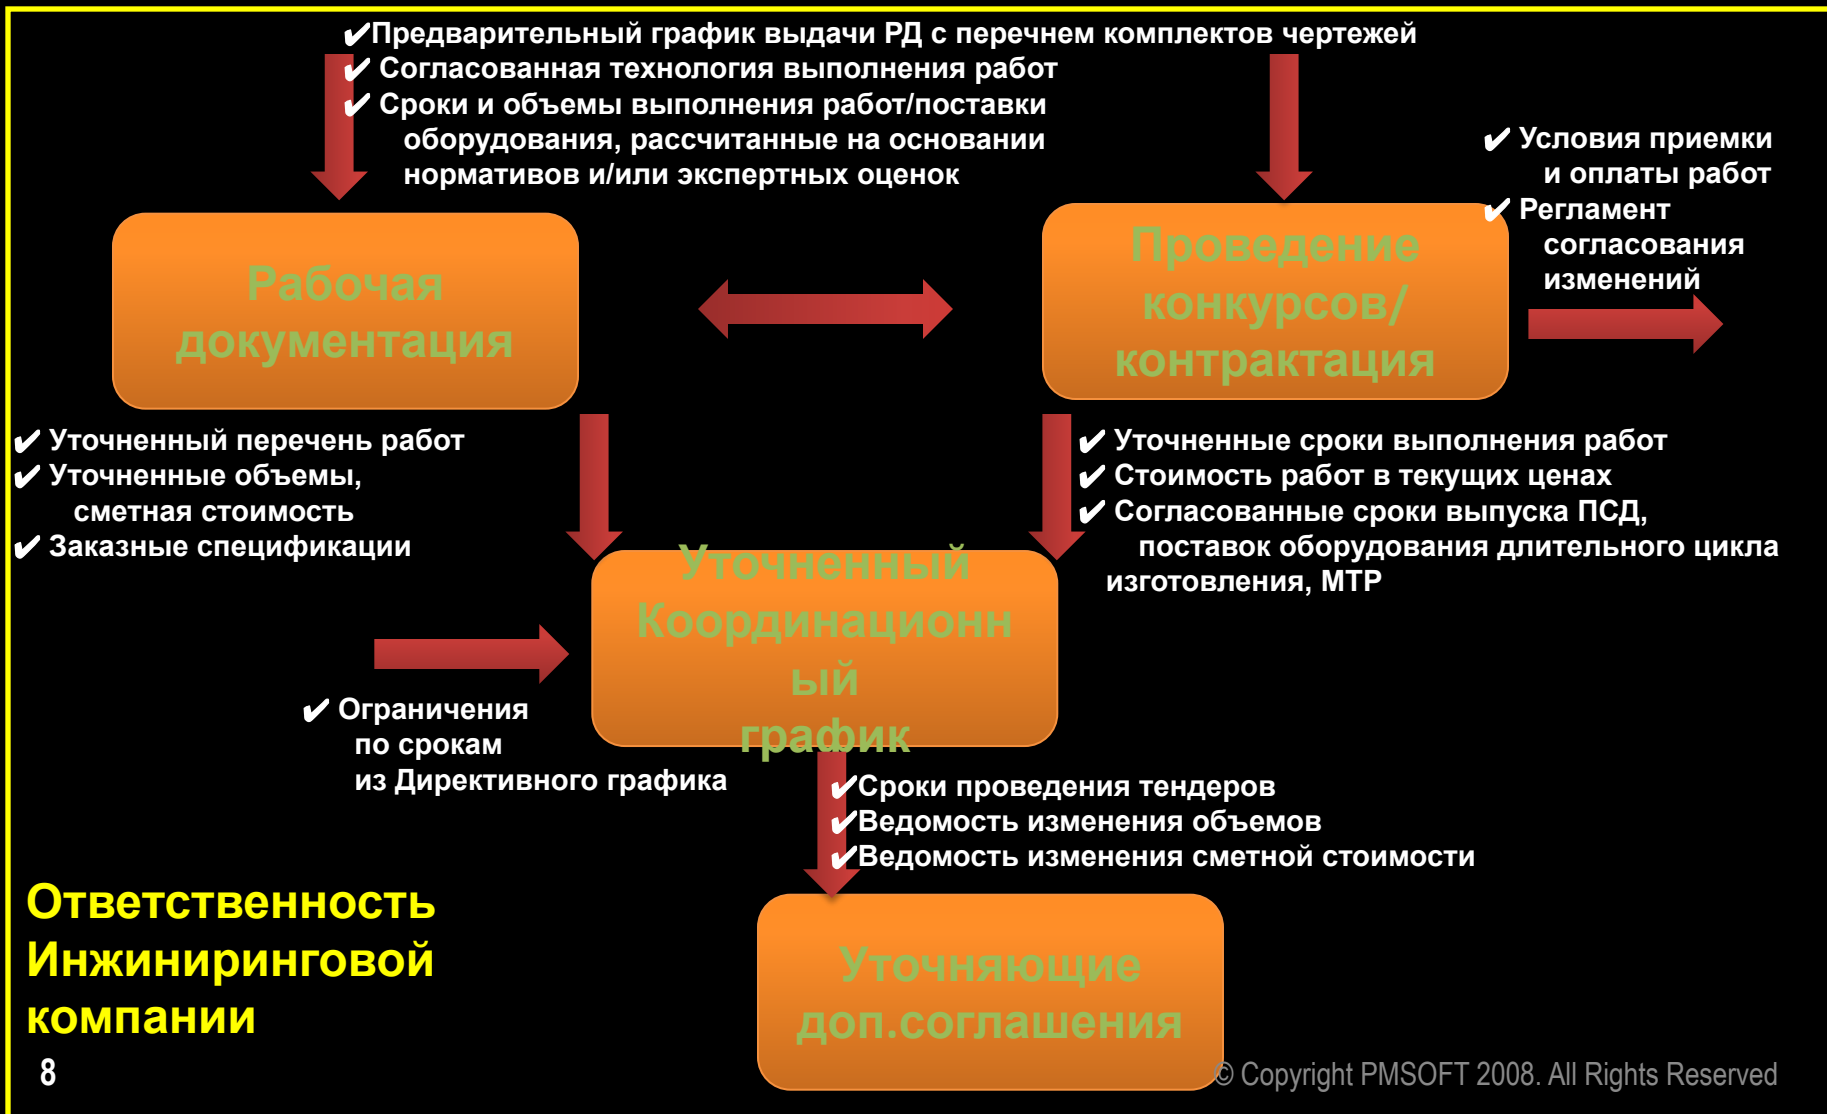 ✔Предварительный график выдачи РД с перечнем комплектов чертежей
✔ Согласованная технология выполнения работ
✔ Сроки и объемы выполнения работ/поставки
оборудования, рассчитанные на основании
нормативов и/или экспертных оценок
✔ Условия приемки
и оплаты работ
✔ Регламент
согласования
изменений
Рабочая
документация
Проведение
конкурсов/
контрактация
✔ Уточненный перечень работ
✔ Уточненные объемы,
сметная стоимость
✔ Заказные спецификации
✔ Уточненные сроки выполнения работ
✔ Стоимость работ в текущих ценах
✔ Согласованные сроки выпуска ПСД,
поставок оборудования длительного цикла
изготовления, МТР
Уточненный
Координационн
ый
график
✔ Ограничения
по срокам
из Директивного графика
✔Сроки проведения тендеров
✔Ведомость изменения объемов
✔Ведомость изменения сметной стоимости
Ответственность
Инжиниринговой
компании
Уточняющие
доп.соглашения
8
© Copyright PMSOFT 2008. All Rights Reserved